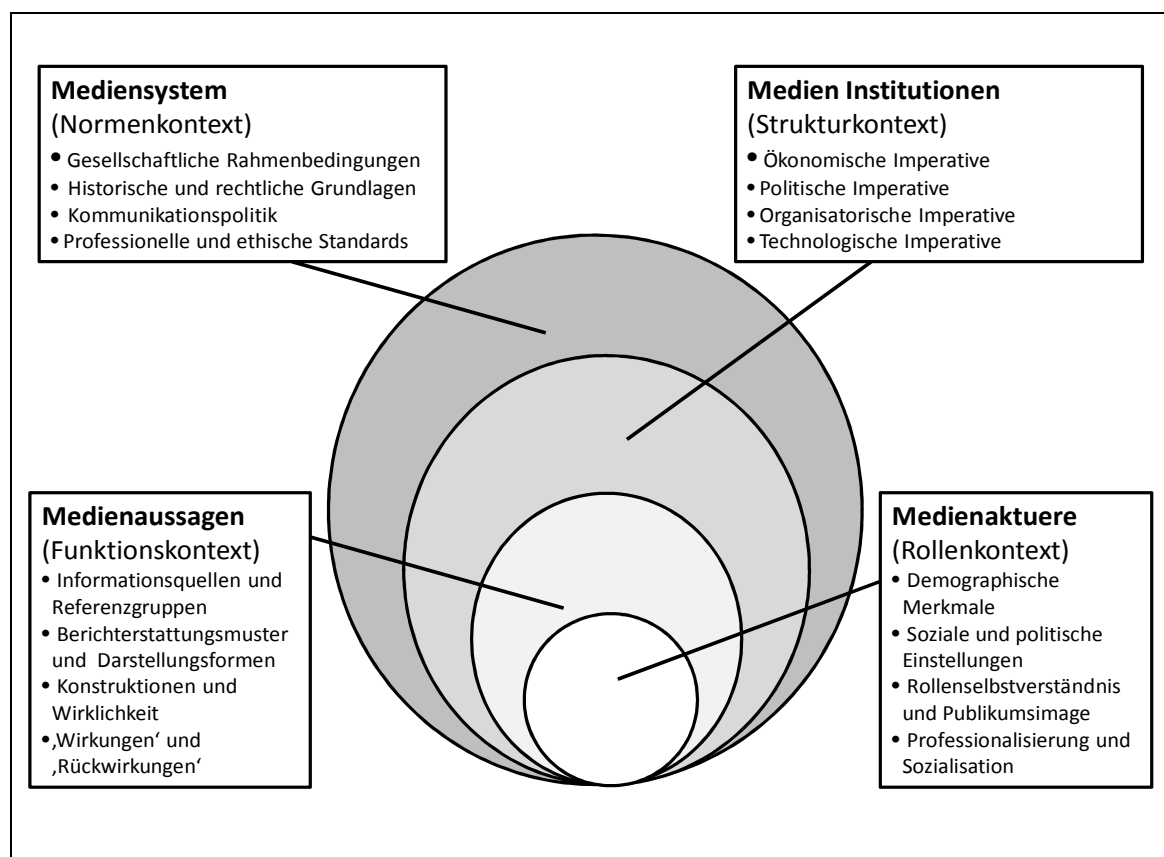 Mediensystem
(Normenkontext)
• Gesellschaftliche Rahmenbedingungen
• Historische und rechtliche Grundlagen
• Kommunikationspolitik
• Professionelle und ethische Standards
Medien Institutionen
(Strukturkontext)
• Ökonomische Imperative
• Politische Imperative
• Organisatorische Imperative
• Technologische Imperative
Medienaussagen
(Funktionskontext)
• Informationsquellen und
Referenzgruppen
• Berichterstattungsmuster
und Darstellungsformen
• Konstruktionen und
Wirklichkeit
• ‚Wirkungen‘ und
‚Rückwirkungen‘
Medienaktuere
(Rollenkontext)
• Demographische
Merkmale
• Soziale und politische
Einstellungen
• Rollenselbstverständnis
und Publikumsimage
• Professionalisierung und
Sozialisation